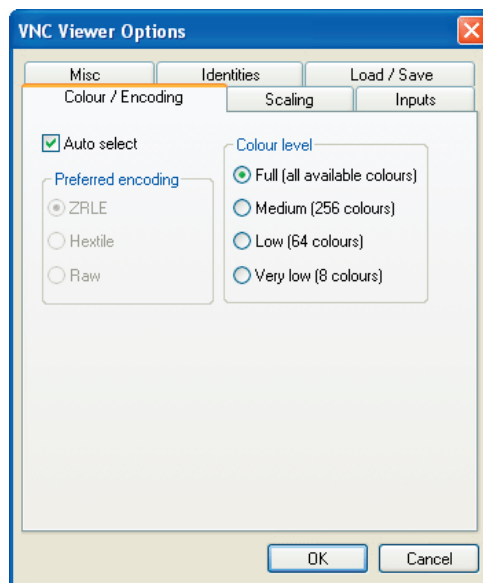 VNC Viewer Options
Misc Identities Load / Save
Colour / Encoding Scaling Inputs
Auto select
Preferred encoding
ZRLE
Hextile
Raw
Colour level
Full (all available colours)
Medium (256 colours)
Low (64 colours)
Very low (8 colours)
OK Cancel